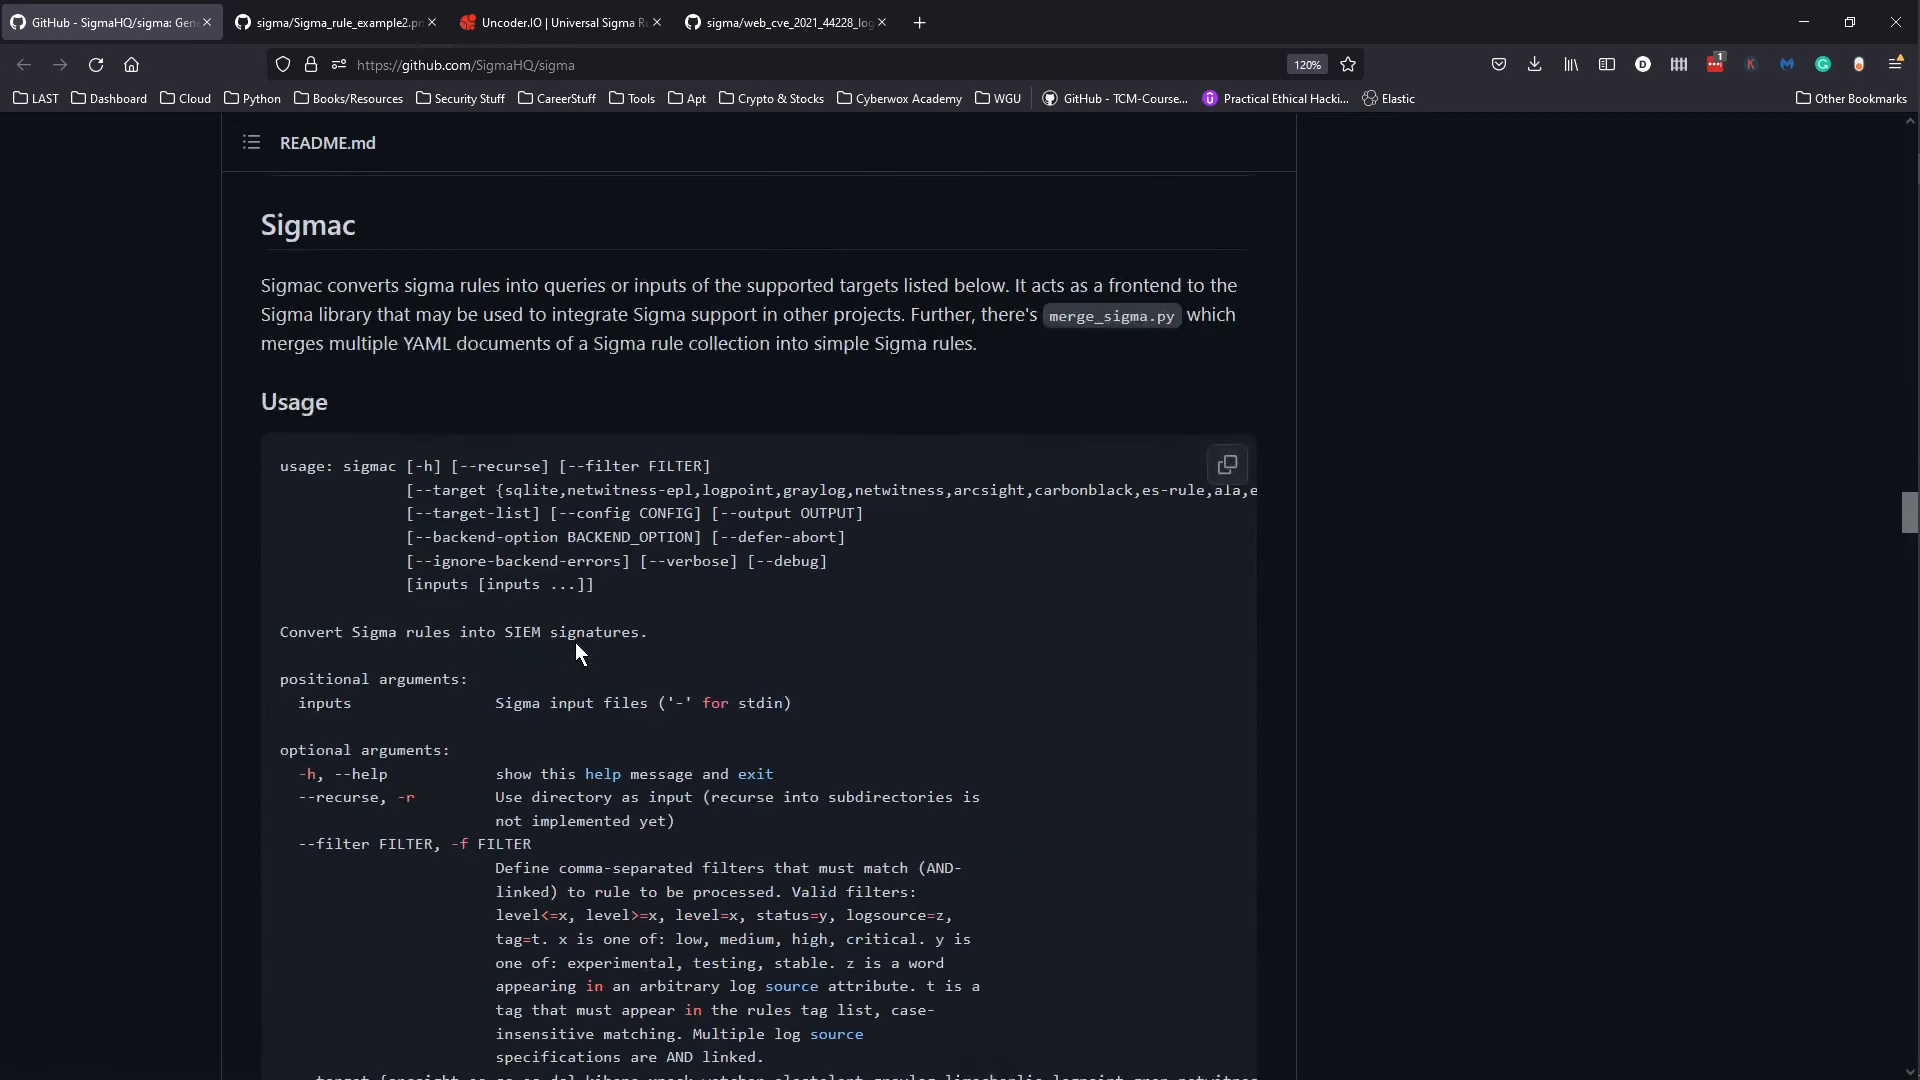 GitHub - SigmaHQ/sigma: Gene
sigma/Sigma_rule_example2.pn
Uncoder.IO | Universal Sigma Ru
sigma/web_cve_2021_44228_log
https://github.com/SigmaHQ/sigma
120%
1
LAST
Dashboard
Cloud
Python
Books/Resources
Security Stuff
CareerStuff
Tools
Apt
Crypto & Stocks
Cyberwox Academy
WGU
GitHub - TCM-Course...
Practical Ethical Hacki...
Elastic
Other Bookmarks
README.md
Sigmac
Sigmac converts sigma rules into queries or inputs of the supported targets listed below. It acts as a frontend to the
Sigma library that may be used to integrate Sigma support in other projects. Further, there's merge_sigma.py which
merges multiple YAML documents of a Sigma rule collection into simple Sigma rules.
Usage
usage: sigmac [-h] [--recurse] [--filter FILTER]
[--target {sqlite,netwitness-epl,logpoint,graylog,netwitness,arcsight,carbonblack,es-rule,ala,e
[--target-list] [--config CONFIG] [--output OUTPUT]
[--backend-option BACKEND_OPTION] [--defer-abort]
[--ignore-backend-errors] [--verbose] [--debug]
[inputs [inputs ...]]
Convert Sigma rules into SIEM signatures.
positional arguments:
inputs Sigma input files ('-' for stdin)
optional arguments:
-h, --help show this help message and exit
--recurse, -r Use directory as input (recurse into subdirectories is
not implemented yet)
--filter FILTER, -f FILTER
Define comma-separated filters that must match (AND-
linked) to rule to be processed. Valid filters:
level<=x, level>=x, level=x, status=y, logsource=z,
tag=t. x is one of: low, medium, high, critical. y is
one of: experimental, testing, stable. z is a word
appearing in an arbitrary log source attribute. t is a
tag that must appear in the rules tag list, case-
insensitive matching. Multiple log source
specifications are AND linked.